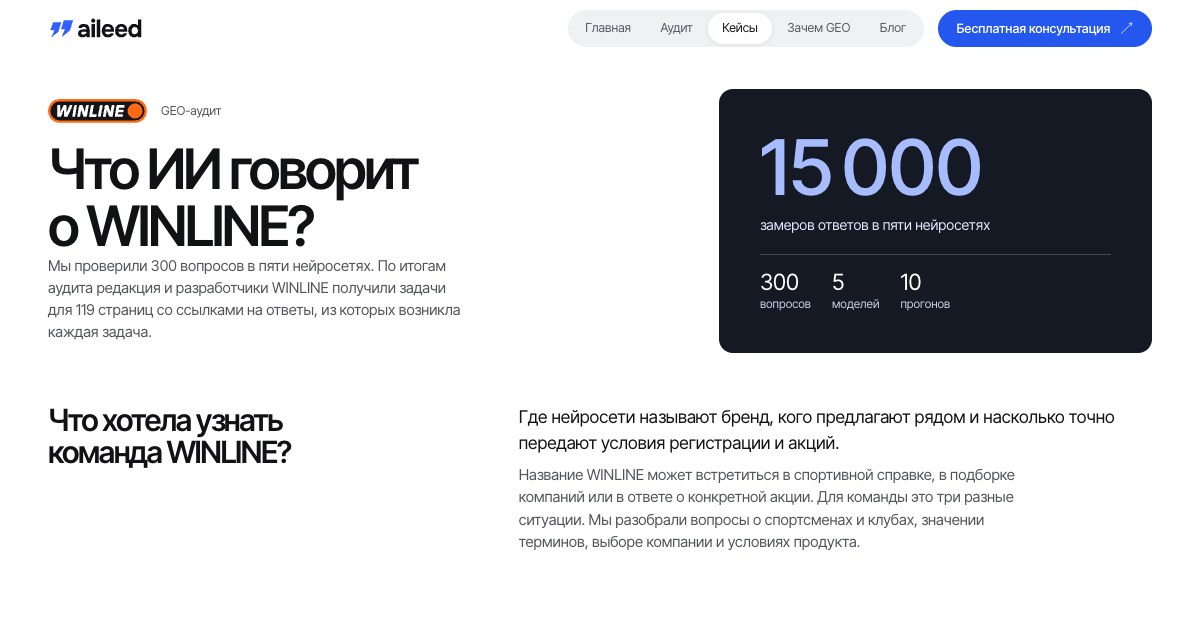 aileed
Главная Аудит Кейсы Зачем GEO Блог
Бесплатная консультация
WINLINE GEO-аудит
Что ИИ говорит
о WINLINE?
Мы проверили 300 вопросов в пяти нейросетях. По итогам
аудита редакция и разработчики WINLINE получили задачи
для 119 страниц со ссылками на ответы, из которых возникла
каждая задача.
15 000
замеров ответов в пяти нейросетях
300 5 10
вопросов моделей прогонов
Что хотела узнать
команда WINLINE?
Где нейросети называют бренд, кого предлагают рядом и насколько точно
передают условия регистрации и акций.
Название WINLINE может встретиться в спортивной справке, в подборке
компаний или в ответе о конкретной акции. Для команды это три разные
ситуации. Мы разобрали вопросы о спортсменах и клубах, значении
терминов, выборе компании и условиях продукта.